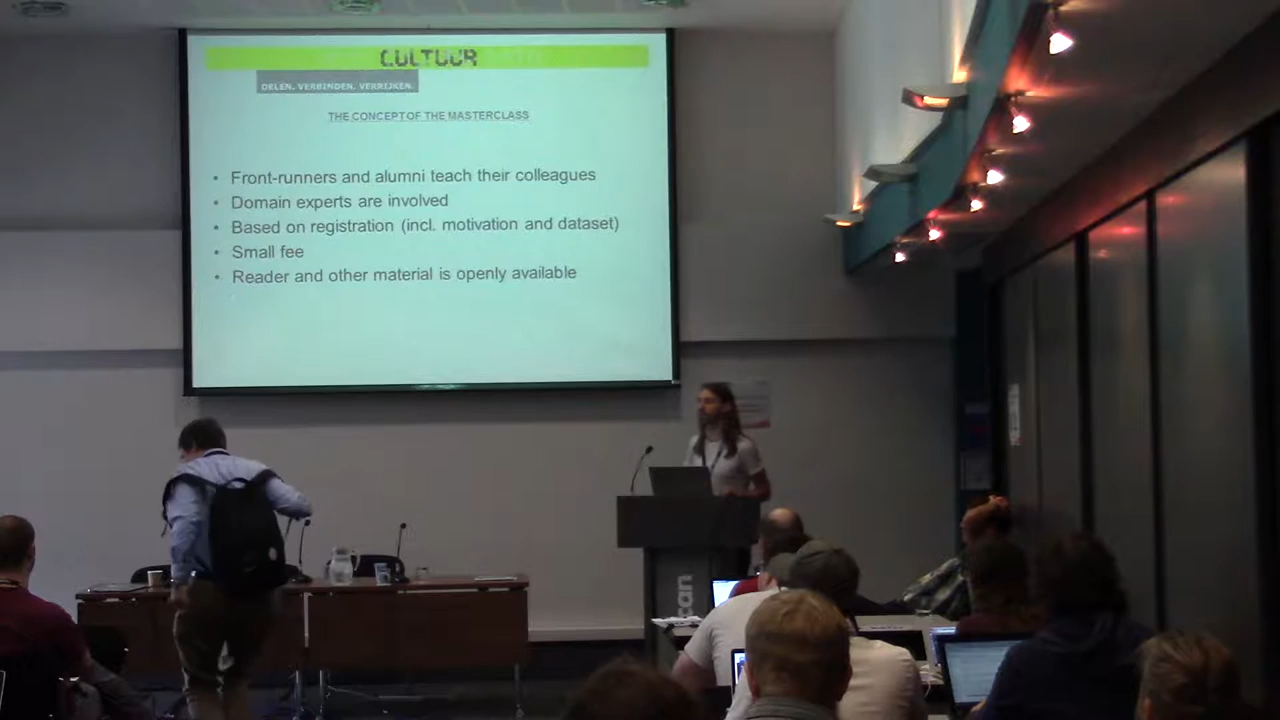 CULTUUR
DELEN. VERBINDEN. VERRIJKEN.
THE CONCEPT OF THE MASTERCLASS
• Front-runners and alumni teach their colleagues
• Domain experts are involved
• Based on registration (incl. motivation and dataset)
• Small fee
• Reader and other material is openly available
can